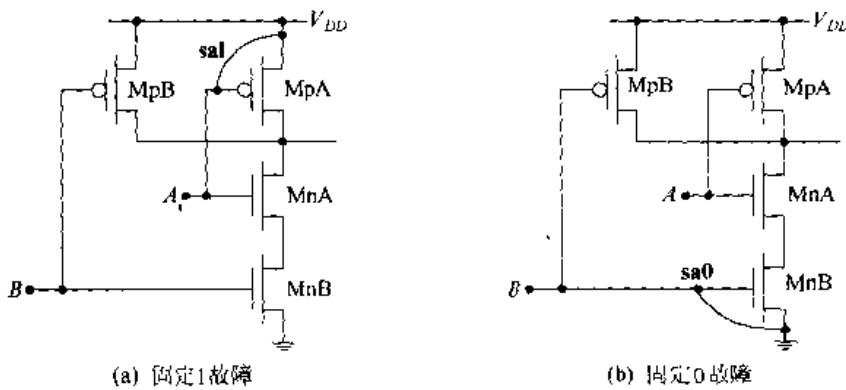 V_DD
sa1
MpB
MpA
A
MnA
B
MnB
(a) 固定1故障
V_DD
MpB
MpA
A
MnA
sa0
B
MnB
(b) 固定0故障